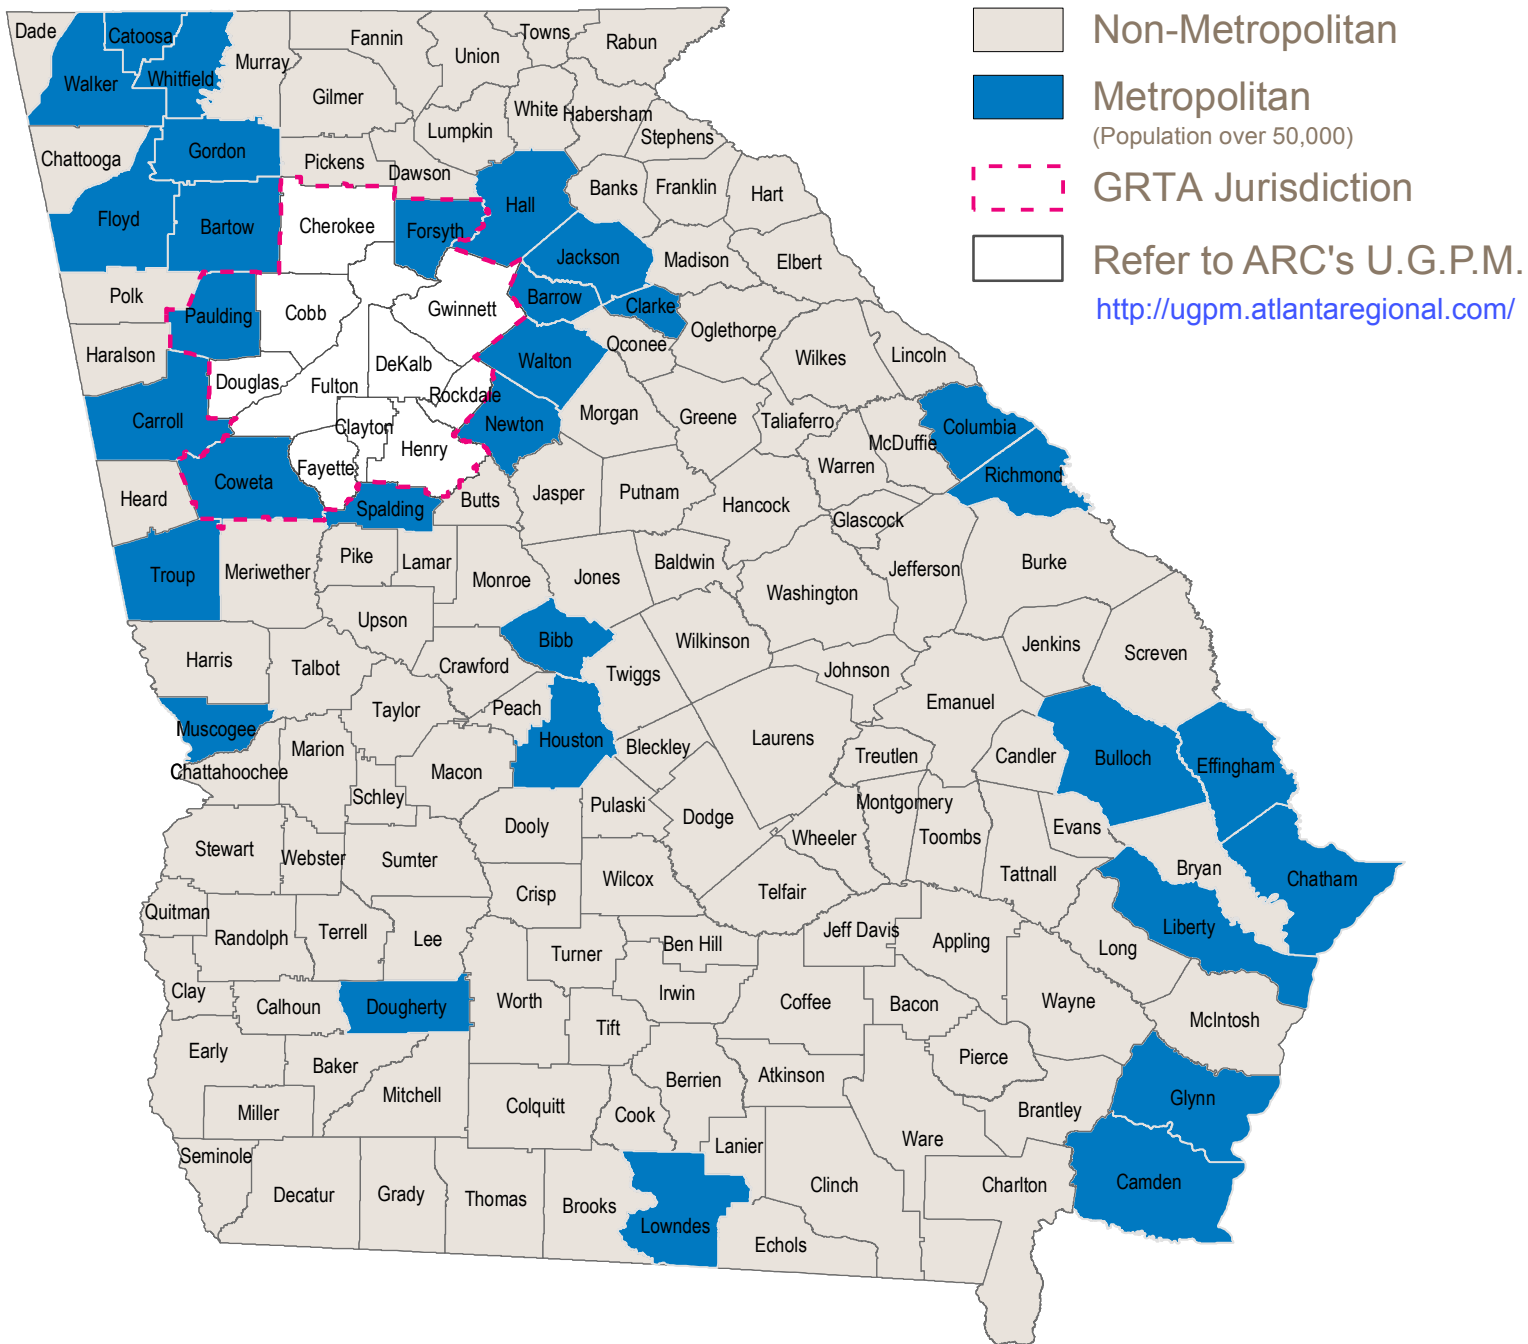 Non-Metropolitan
Metropolitan
(Population over 50,000)
GRTA Jurisdiction
Refer to ARC's U.G.P.M.
http://ugpm.atlantaregional.com/
Dade
Catoosa
Fannin
Towns
Union
Rabun
Murray
Walker
Whitfield
Gilmer
White
Habersham
Lumpkin
Stephens
Chattooga
Gordon
Pickens
Dawson
Banks
Franklin
Hart
Hall
Floyd
Bartow
Cherokee
Forsyth
Jackson
Madison
Elbert
Polk
Paulding
Cobb
Gwinnett
Barrow
Clarke
Oglethorpe
Oconee
Wilkes
Lincoln
Haralson
Douglas
Fulton
DeKalb
Rockdale
Walton
Carroll
Clayton
Henry
Newton
Morgan
Greene
Taliaferro
McDuffie
Columbia
Heard
Coweta
Fayette
Spalding
Butts
Jasper
Putnam
Hancock
Warren
Glascock
Richmond
Troup
Meriwether
Pike
Lamar
Monroe
Jones
Baldwin
Washington
Jefferson
Burke
Upson
Bibb
Wilkinson
Jenkins
Screven
Harris
Talbot
Crawford
Twiggs
Johnson
Emanuel
Muscogee
Taylor
Peach
Houston
Bleckley
Laurens
Treutlen
Candler
Bulloch
Effingham
Chattahoochee
Marion
Schley
Macon
Pulaski
Dodge
Montgomery
Wheeler
Toombs
Evans
Stewart
Webster
Sumter
Dooly
Wilcox
Telfair
Tattnall
Bryan
Chatham
Crisp
Quitman
Randolph
Terrell
Lee
Turner
Ben Hill
Jeff Davis
Appling
Long
Liberty
Clay
Calhoun
Dougherty
Worth
Tift
Irwin
Coffee
Bacon
Wayne
McIntosh
Early
Baker
Mitchell
Berrien
Atkinson
Pierce
Glynn
Miller
Colquitt
Cook
Lanier
Ware
Brantley
Seminole
Decatur
Grady
Thomas
Brooks
Lowndes
Clinch
Echols
Charlton
Camden